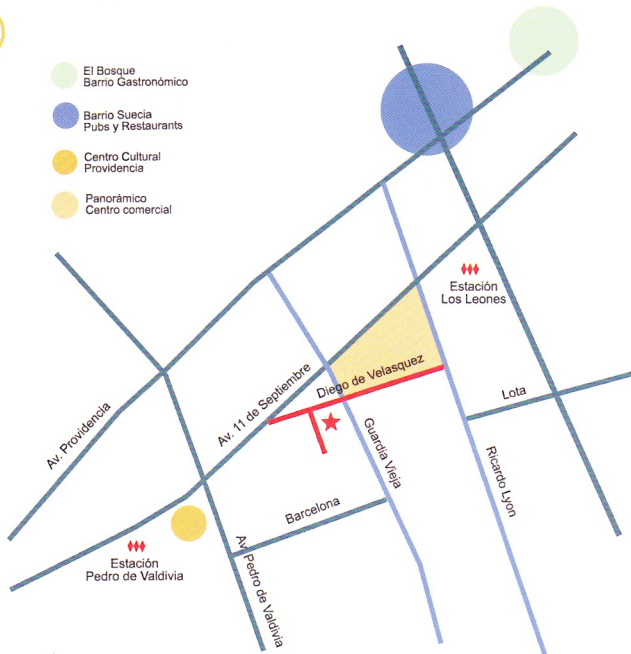 El Bosque
Barrio Gastronómico
Barrio Suecia
Pubs y Restaurants
Centro Cultural
Providencia
Panorámico
Centro comercial
Estación
Los Leones
Diego de Velasquez
Lota
Av. 11 de Septiembre
Av. Providencia
Guardia Vieja
Ricardo Lyon
Barcelona
Estación
Pedro de Valdivia
Av. Pedro de Valdivia